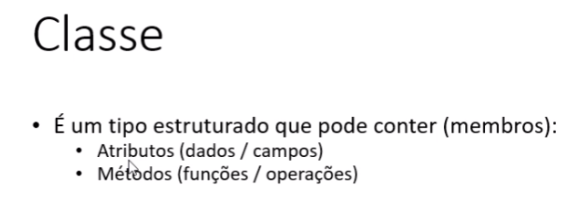 Classe
• É um tipo estruturado que pode conter (membros):
• Atributos (dados / campos)
• Métodos (funções / operações)